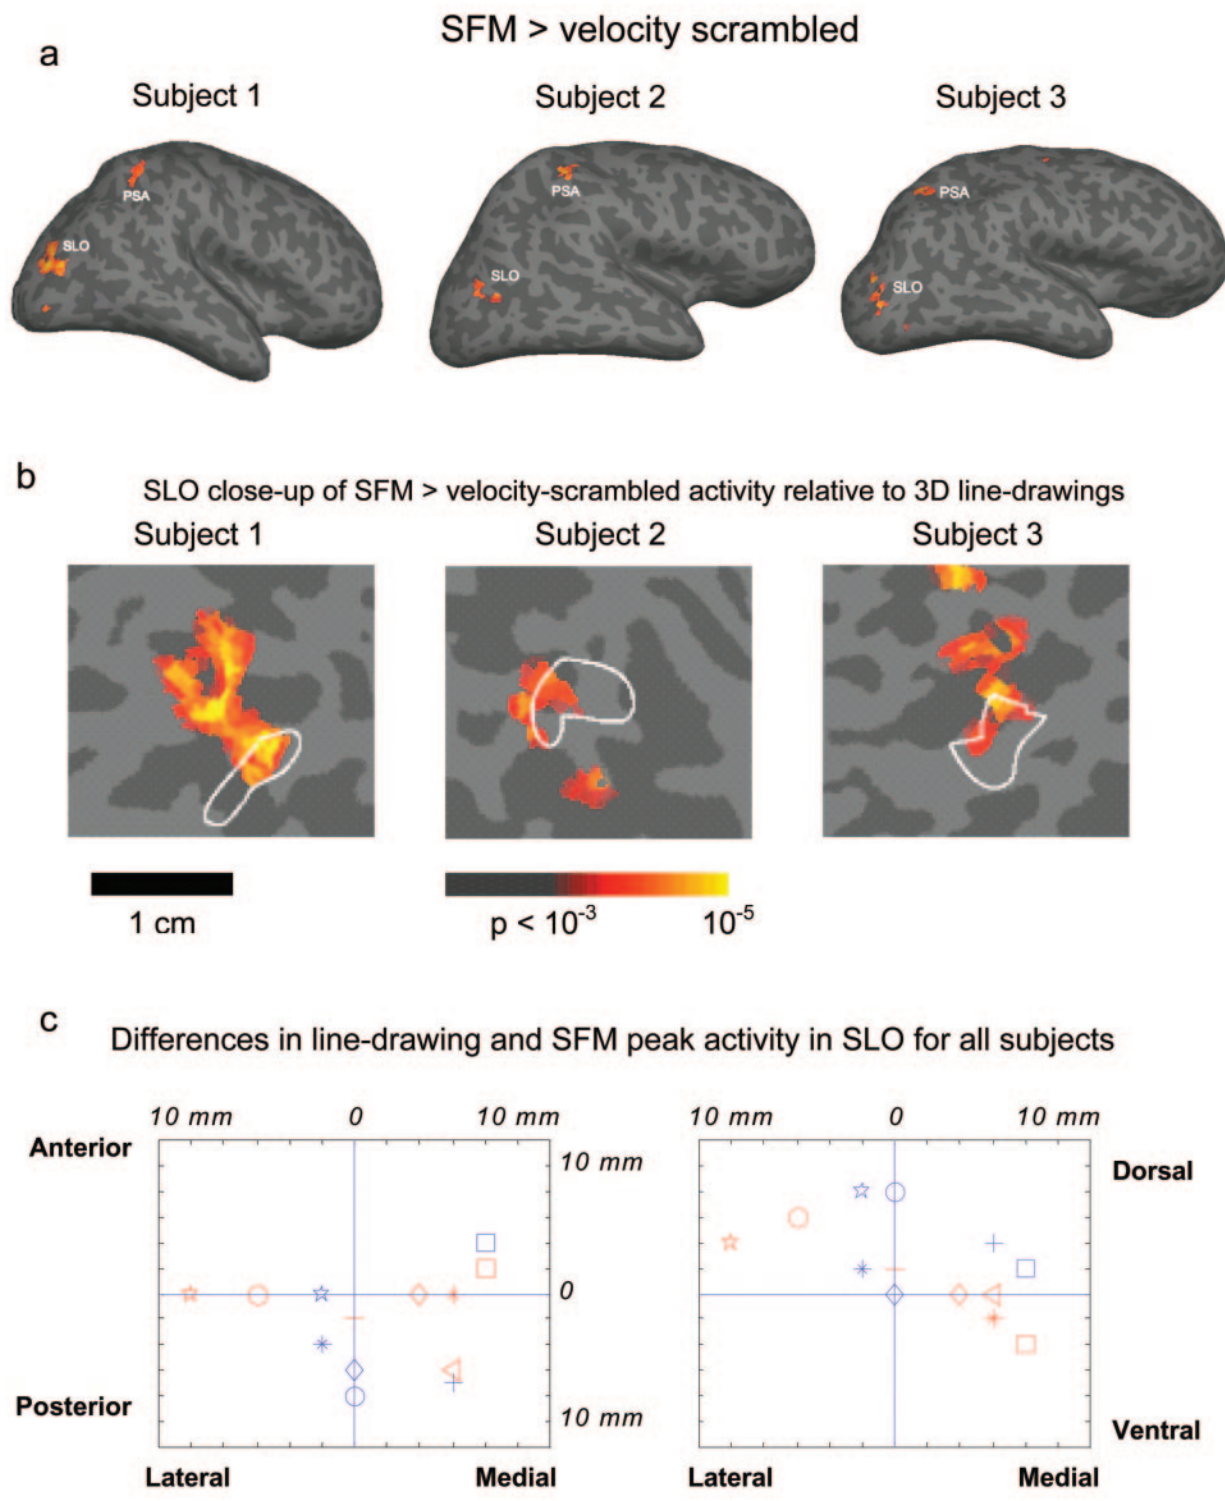 SFM > velocity scrambled
a
Subject 1 Subject 2 Subject 3
PSA PSA PSA
SLO SLO SLO
b
SLO close-up of SFM > velocity-scrambled activity relative to 3D line-drawings
Subject 1 Subject 2 Subject 3
1 cm p < 10⁻³ 10⁻⁵
c
Differences in line-drawing and SFM peak activity in SLO for all subjects
10 mm 0 10 mm 10 mm 0 10 mm
Anterior 10 mm Dorsal
0
Posterior 10 mm Ventral
Lateral Medial Lateral Medial